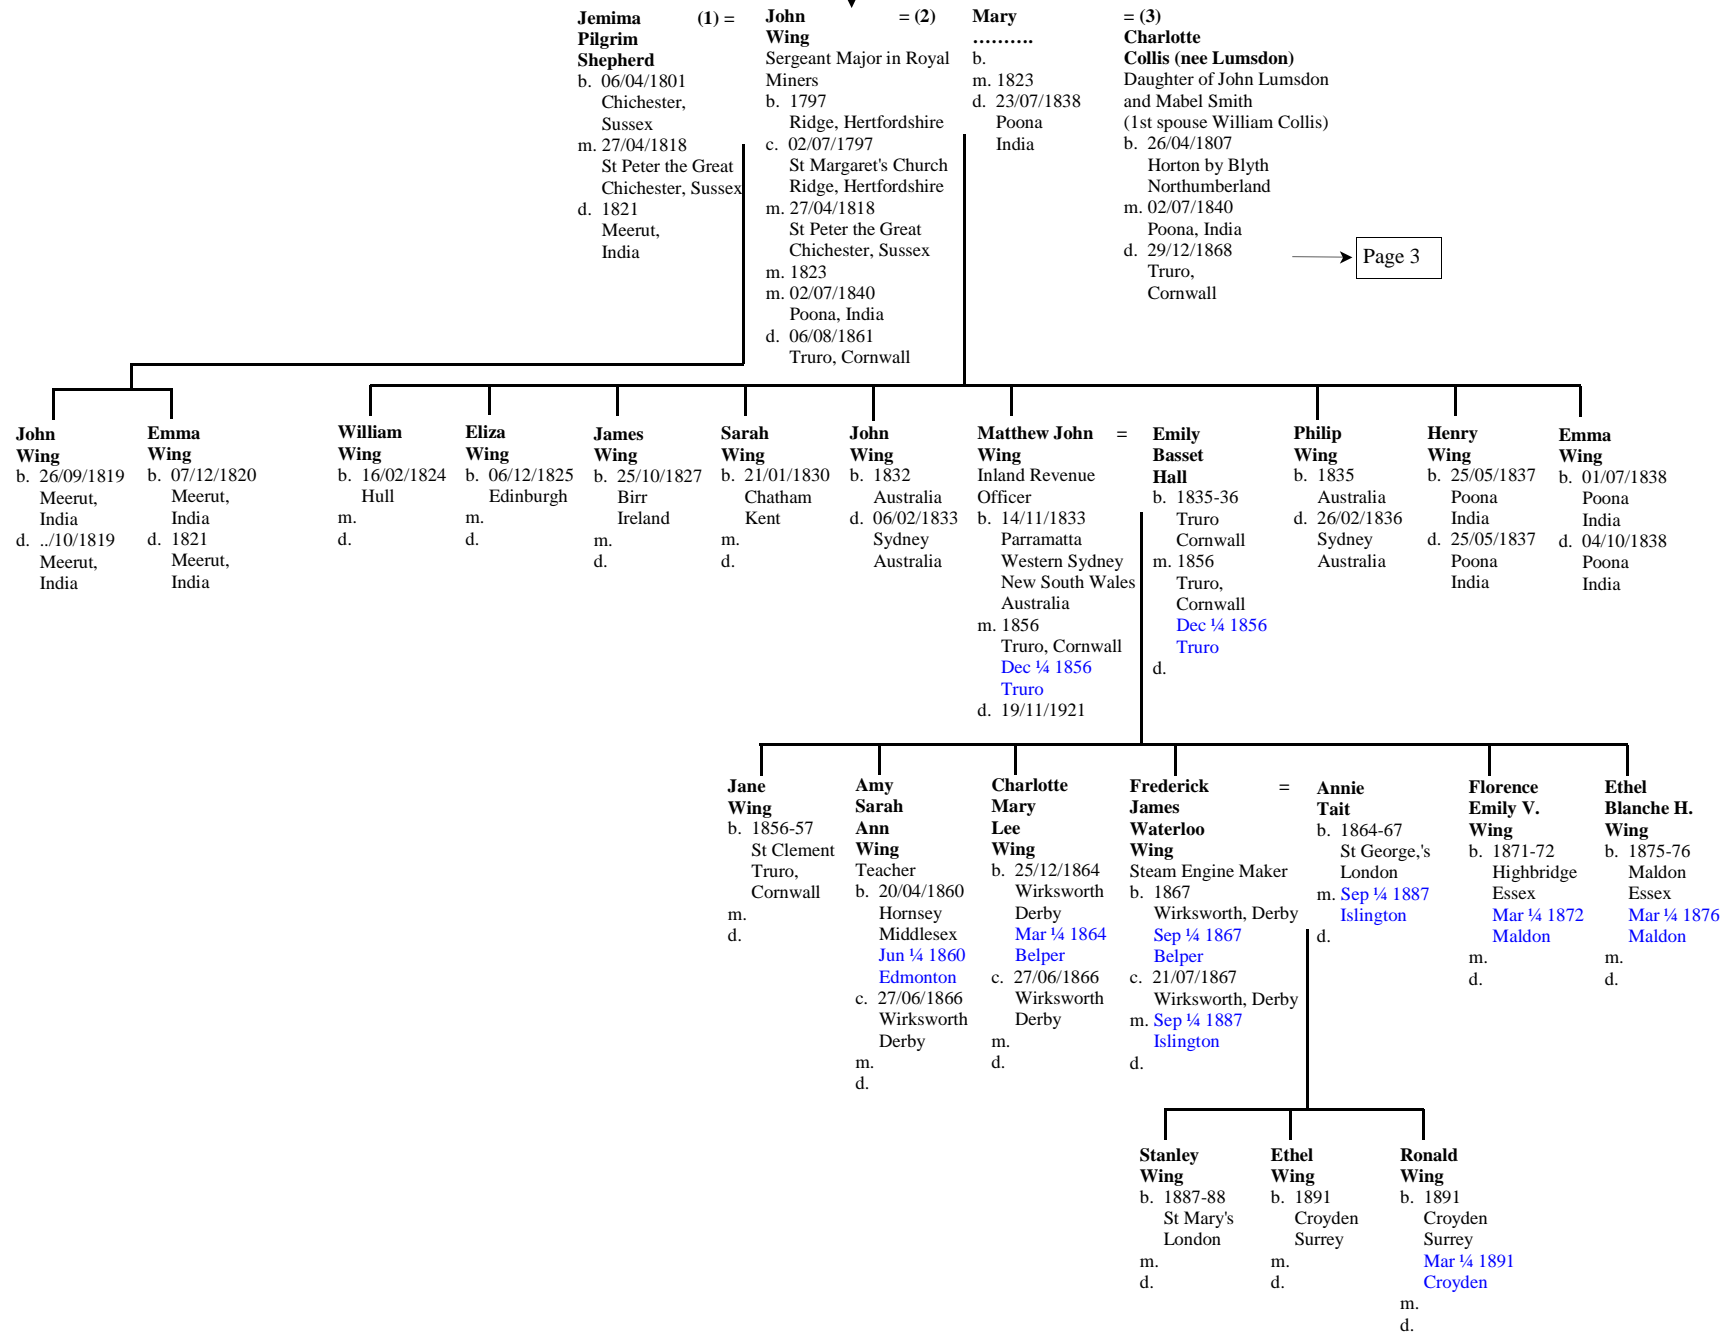 Jemima (1) =
Pilgrim
Shepherd
b. 06/04/1801
Chichester,
Sussex
m. 27/04/1818
St Peter the Great
Chichester, Sussex
d. 1821
Meerut,
India
John = (2)
Wing
Sergeant Major in Royal
Miners
b. 1797
Ridge, Hertfordshire
c. 02/07/1797
St Margaret's Church
Ridge, Hertfordshire
m. 27/04/1818
St Peter the Great
Chichester, Sussex
m. 1823
m. 02/07/1840
Poona, India
d. 06/08/1861
Truro, Cornwall
Mary
……….
b.
m. 1823
d. 23/07/1838
Poona
India
= (3)
Charlotte
Collis (nee Lumsdon)
Daughter of John Lumsdon
and Mabel Smith
(1st spouse William Collis)
b. 26/04/1807
Horton by Blyth
Northumberland
m. 02/07/1840
Poona, India
d. 29/12/1868
Truro,
Cornwall
Page 3
John
Wing
b. 26/09/1819
Meerut,
India
d. ../10/1819
Meerut,
India
Emma
Wing
b. 07/12/1820
Meerut,
India
d. 1821
Meerut,
India
William
Wing
b. 16/02/1824
Hull
m.
d.
Eliza
Wing
b. 06/12/1825
Edinburgh
m.
d.
James
Wing
b. 25/10/1827
Birr
Ireland
m.
d.
Sarah
Wing
b. 21/01/1830
Chatham
Kent
m.
d.
John
Wing
b. 1832
Australia
d. 06/02/1833
Sydney
Australia
Matthew John =
Wing
Inland Revenue
Officer
b. 14/11/1833
Parramatta
Western Sydney
New South Wales
Australia
m. 1856
Truro, Cornwall
Dec ¼ 1856
Truro
d. 19/11/1921
Emily
Basset
Hall
b. 1835-36
Truro
Cornwall
m. 1856
Truro,
Cornwall
Dec ¼ 1856
Truro
d.
Philip
Wing
b. 1835
Australia
d. 26/02/1836
Sydney
Australia
Henry
Wing
b. 25/05/1837
Poona
India
d. 25/05/1837
Poona
India
Emma
Wing
b. 01/07/1838
Poona
India
d. 04/10/1838
Poona
India
Jane
Wing
b. 1856-57
St Clement
Truro,
Cornwall
m.
d.
Amy
Sarah
Ann
Wing
Teacher
b. 20/04/1860
Hornsey
Middlesex
Jun ¼ 1860
Edmonton
c. 27/06/1866
Wirksworth
Derby
m.
d.
Charlotte
Mary
Lee
Wing
b. 25/12/1864
Wirksworth
Derby
Mar ¼ 1864
Belper
c. 27/06/1866
Wirksworth
Derby
m.
d.
Frederick =
James
Waterloo
Wing
Steam Engine Maker
b. 1867
Wirksworth, Derby
Sep ¼ 1867
Belper
c. 21/07/1867
Wirksworth, Derby
m. Sep ¼ 1887
Islington
d.
Annie
Tait
b. 1864-67
St George,'s
London
m. Sep ¼ 1887
Islington
d.
Florence
Emily V.
Wing
b. 1871-72
Highbridge
Essex
Mar ¼ 1872
Maldon
m.
d.
Ethel
Blanche H.
Wing
b. 1875-76
Maldon
Essex
Mar ¼ 1876
Maldon
m.
d.
Stanley
Wing
b. 1887-88
St Mary's
London
m.
d.
Ethel
Wing
b. 1891
Croyden
Surrey
m.
d.
Ronald
Wing
b. 1891
Croyden
Surrey
Mar ¼ 1891
Croyden
m.
d.